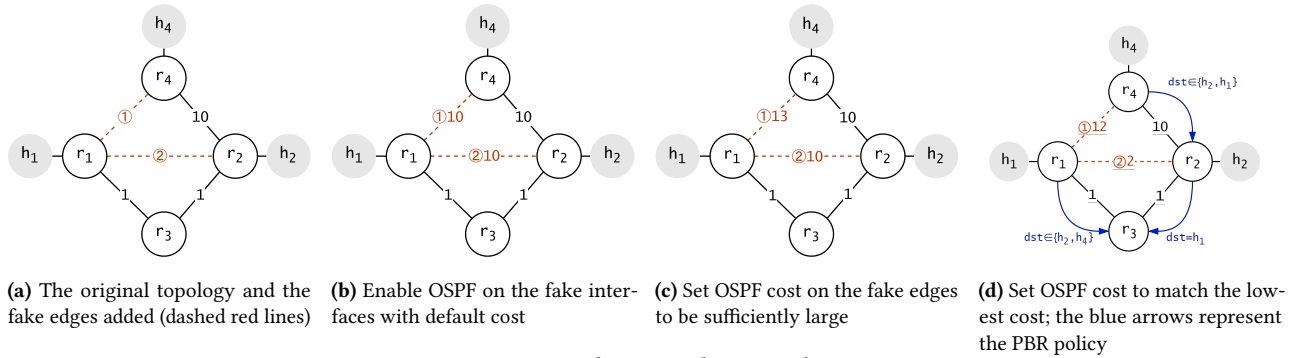 h4
r4
① 10
h1 r1 ② r2 h2
1 1
r3
(a) The original topology and the
fake edges added (dashed red lines)
h4
r4
①10 10
h1 r1 ②10 r2 h2
1 1
r3
(b) Enable OSPF on the fake inter-
faces with default cost
h4
r4
①13 10
h1 r1 ②10 r2 h2
1 1
r3
(c) Set OSPF cost on the fake edges
to be sufficiently large
h4
r4 dst∈{h2,h1}
①12 10
h1 r1 ②2 r2 h2
1 1
dst∈{h2,h4} r3 dst=h1
(d) Set OSPF cost to match the low-
est cost; the blue arrows represent
the PBR policy